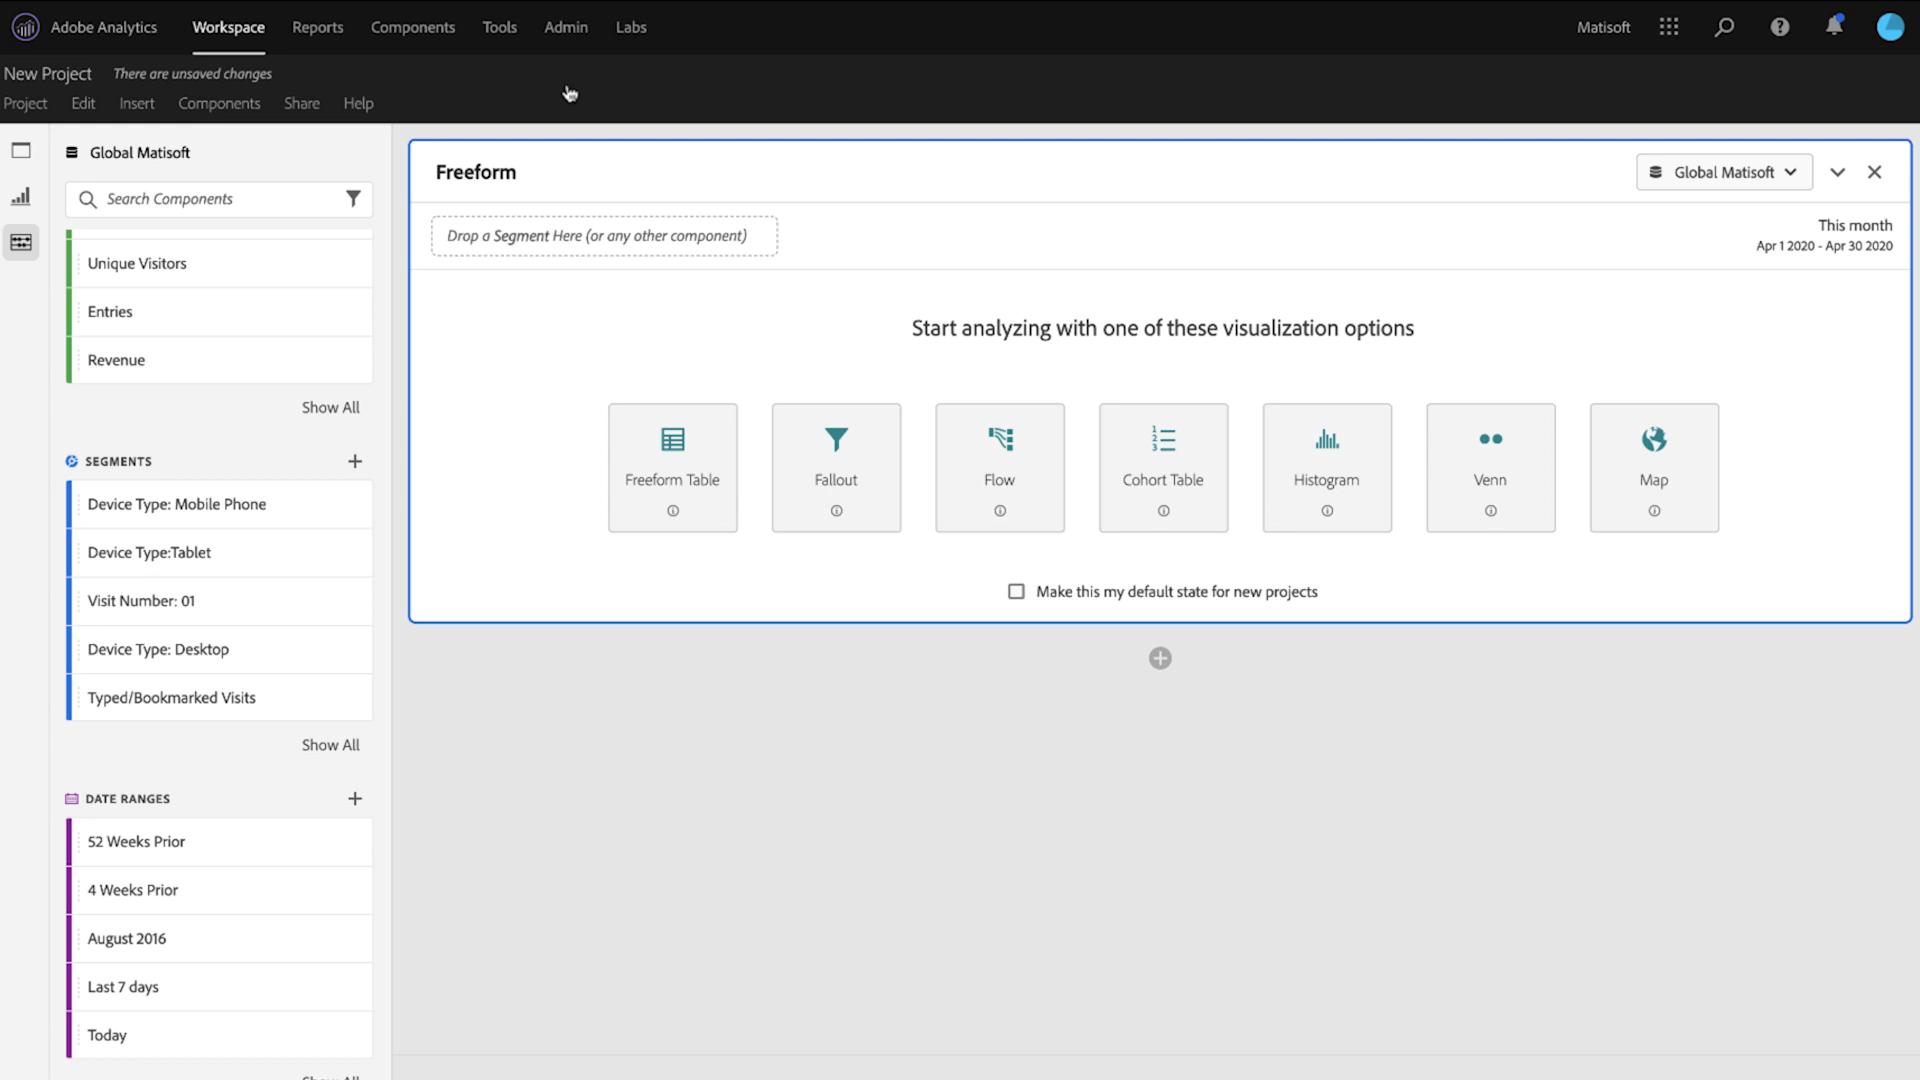 Adobe Analytics Workspace Reports Components Tools Admin Labs Matisoft
New Project There are unsaved changes
Project Edit Insert Components Share Help
Global Matisoft
Search Components
Unique Visitors
Entries
Revenue
Show All
SEGMENTS
Device Type: Mobile Phone
Device Type:Tablet
Visit Number: 01
Device Type: Desktop
Typed/Bookmarked Visits
Show All
DATE RANGES
52 Weeks Prior
4 Weeks Prior
August 2016
Last 7 days
Today
Show All
Freeform
Global Matisoft
Drop a Segment Here (or any other component)
This month
Apr 1 2020 - Apr 30 2020
Start analyzing with one of these visualization options
Freeform Table Fallout Flow Cohort Table Histogram Venn Map
Make this my default state for new projects